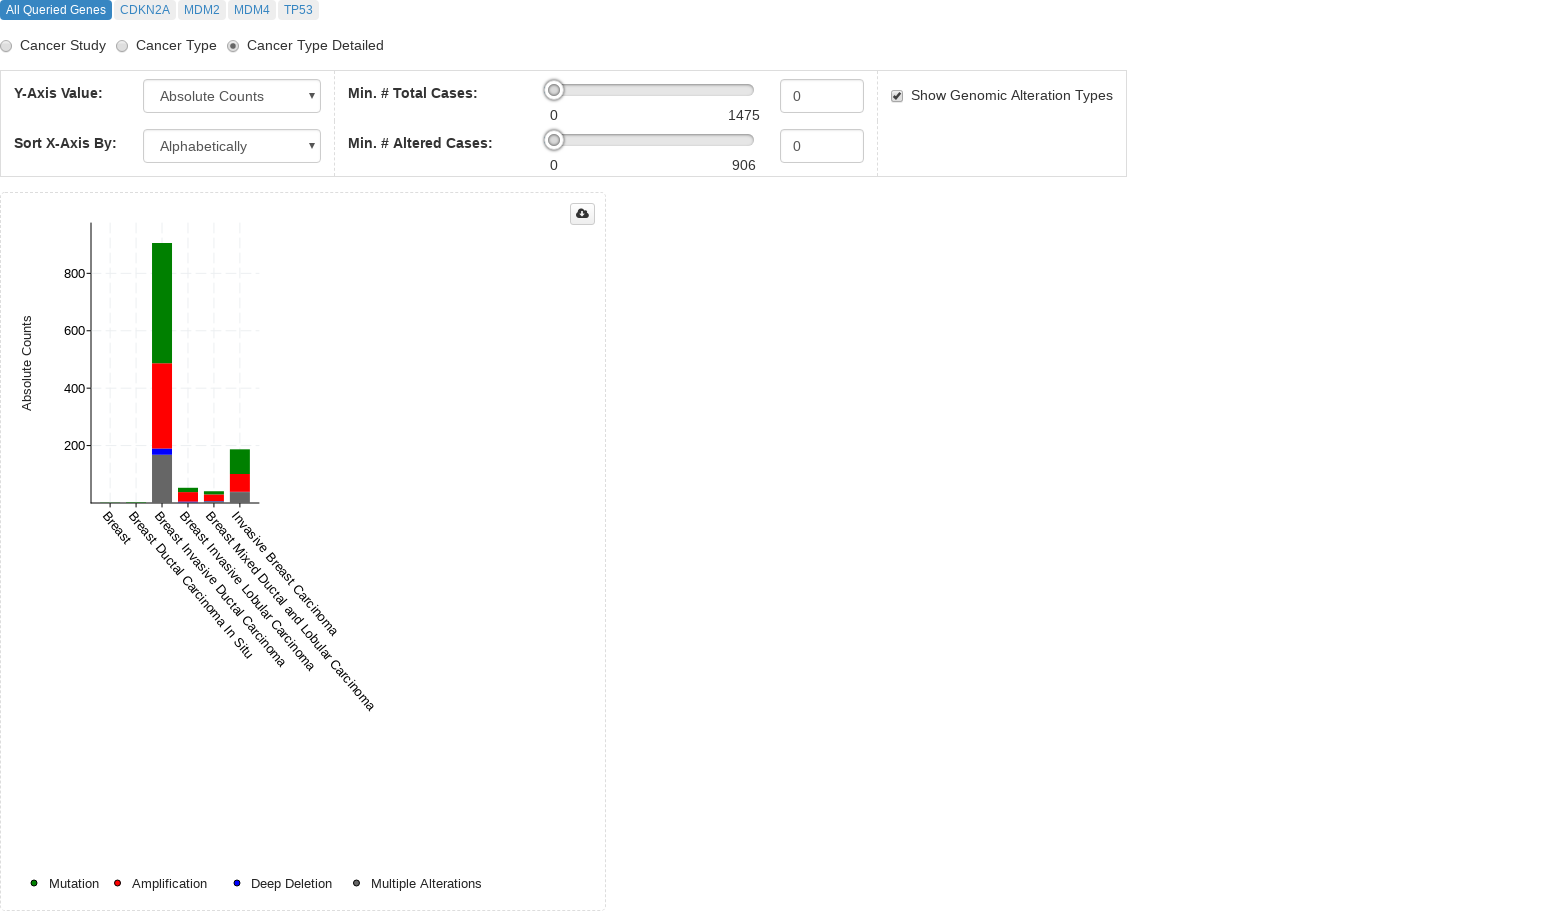 All Queried Genes CDKN2A MDM2 MDM4 TP53
Cancer Study Cancer Type Cancer Type Detailed
Y-Axis Value: Absolute Counts Min. # Total Cases: 0 Show Genomic Alteration Types
0 1475
Sort X-Axis By: Alphabetically Min. # Altered Cases: 0
0 906
Absolute Counts
800
600
400
200
Breast
Breast Ductal Carcinoma In Situ
Breast Invasive Ductal Carcinoma
Breast Invasive Lobular Carcinoma
Breast Mixed Ductal and Lobular Carcinoma
Invasive Breast Carcinoma
Mutation Amplification Deep Deletion Multiple Alterations